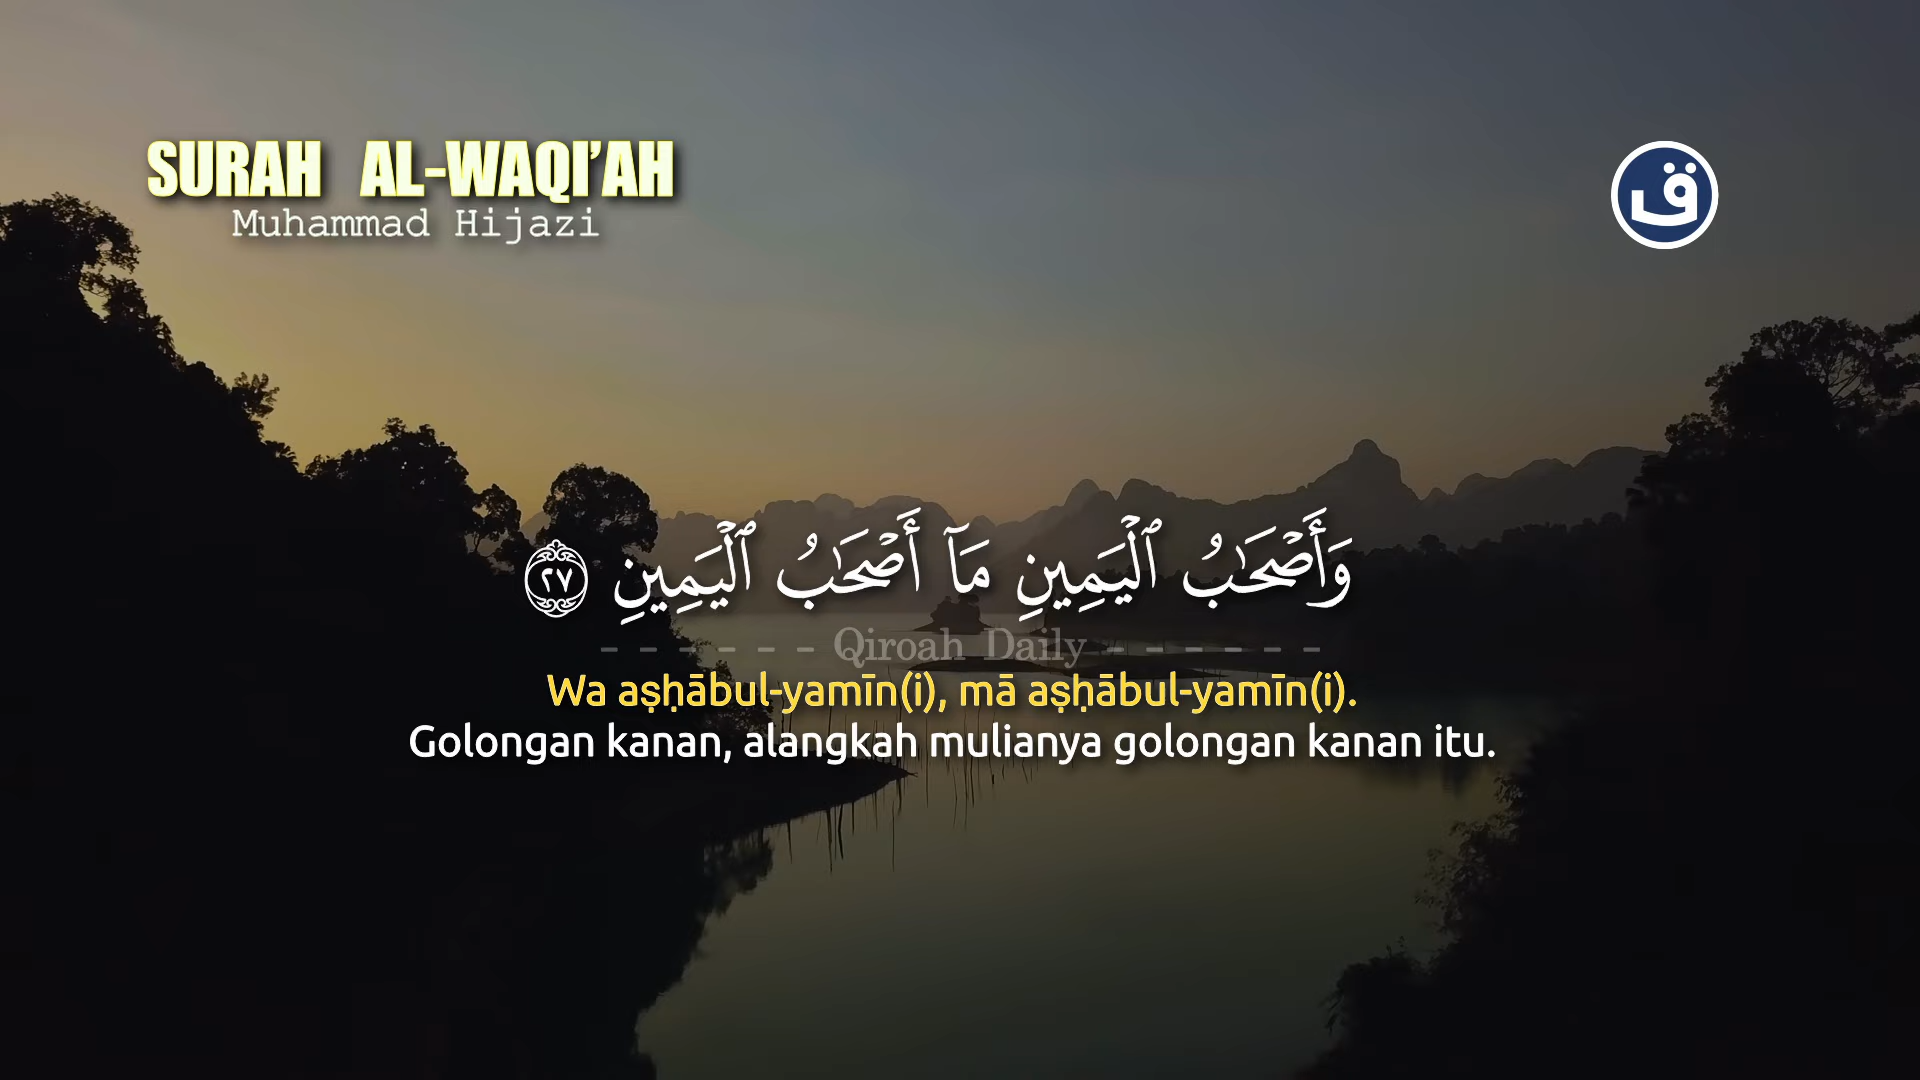 SURAH AL-WAQI’AH
Muhammad Hijazi
ق
وَأَصْحَـٰبُ ٱلْيَمِينِ مَآ أَصْحَـٰبُ ٱلْيَمِينِ ٢٧
- - - - - - Qiroah Daily - - - - - -
Wa aṣḥābul-yamīn(i), mā aṣḥābul-yamīn(i).
Golongan kanan, alangkah mulianya golongan kanan itu.